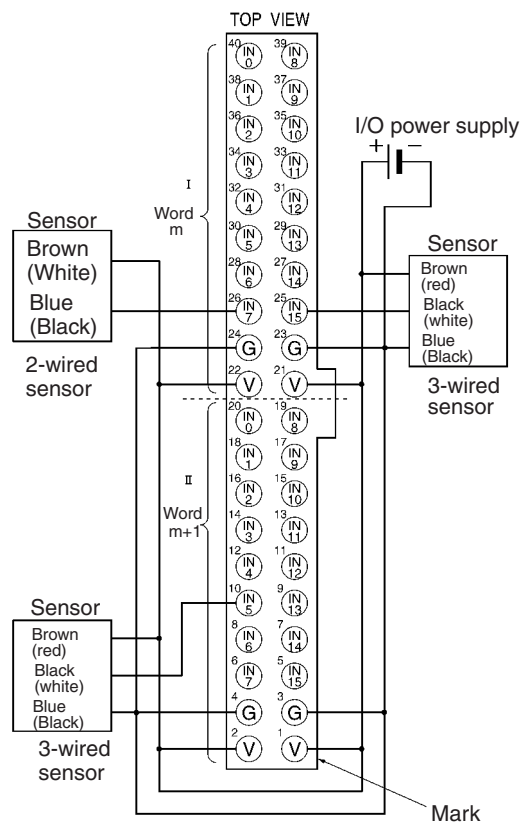 TOP VIEW
40 IN 0 39 IN 8
38 IN 1 37 IN 9
36 IN 2 35 IN 10
34 IN 3 33 IN 11
32 IN 4 31 IN 12
30 IN 5 29 IN 13
28 IN 6 27 IN 14
26 IN 7 25 IN 15
24 G 23 G
22 V 21 V
20 IN 0 19 IN 8
18 IN 1 17 IN 9
16 IN 2 15 IN 10
14 IN 3 13 IN 11
12 IN 4 11 IN 12
10 IN 5 9 IN 13
8 IN 6 7 IN 14
6 IN 7 5 IN 15
4 G 3 G
2 V 1 V
I
Word
m
II
Word
m+1
I/O power supply
+ −
Sensor
Brown
(White)
Blue
(Black)
2-wired
sensor
Sensor
Brown
(red)
Black
(white)
Blue
(Black)
3-wired
sensor
Sensor
Brown
(red)
Black
(white)
Blue
(Black)
3-wired
sensor
Mark